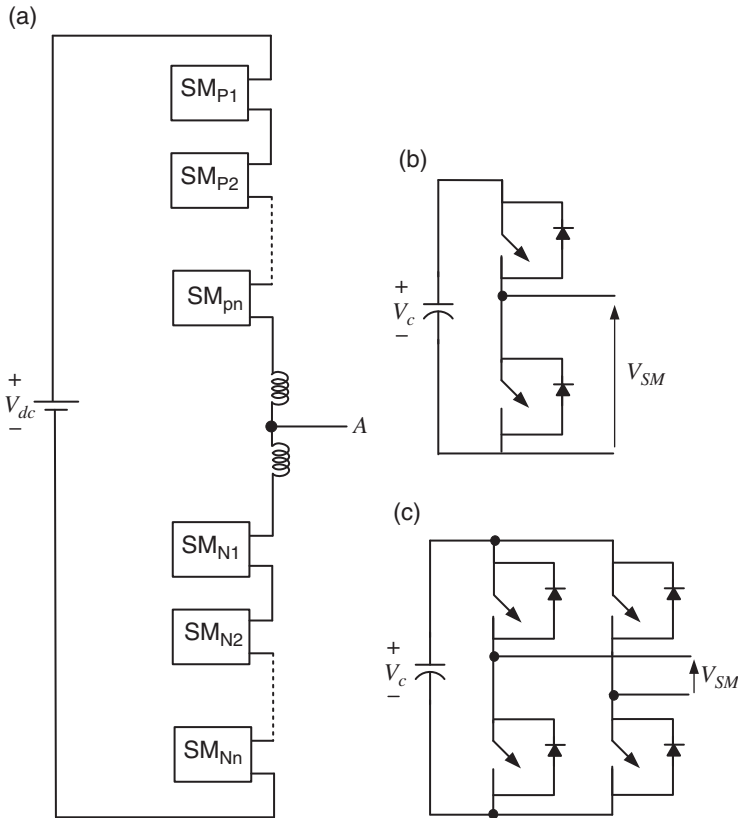 (a)
SM_P1
SM_P2
SM_pn
+
V_dc
−
A
SM_N1
SM_N2
SM_Nn
(b)
+
V_c
−
V_SM
(c)
+
V_c
−
V_SM